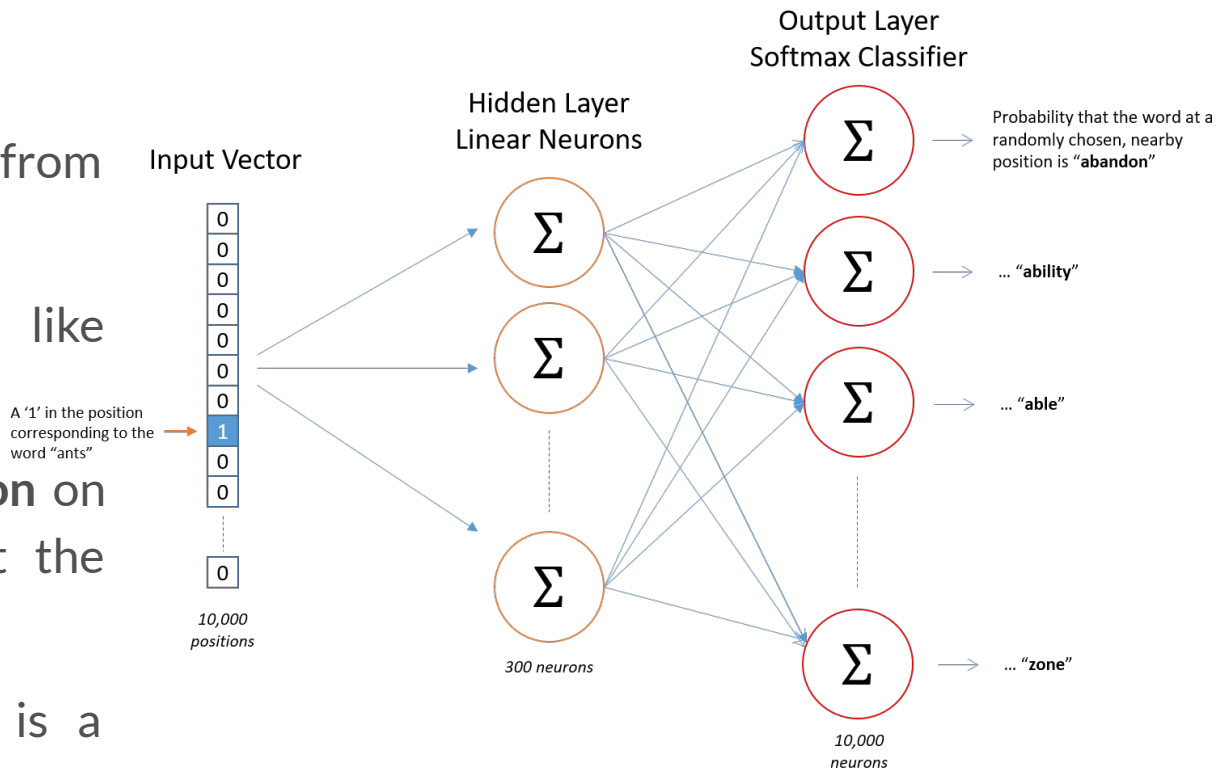 from
like
on on
t the
is a
Input Vector
0
0
0
0
0
0
0
1
0
0
0
A ‘1’ in the position
corresponding to the
word “ants”
10,000
positions
Hidden Layer
Linear Neurons
Σ
Σ
Σ
300 neurons
Output Layer
Softmax Classifier
Σ
Σ
Σ
Σ
10,000
neurons
Probability that the word at a
randomly chosen, nearby
position is “abandon”
... “ability”
... “able”
... “zone”